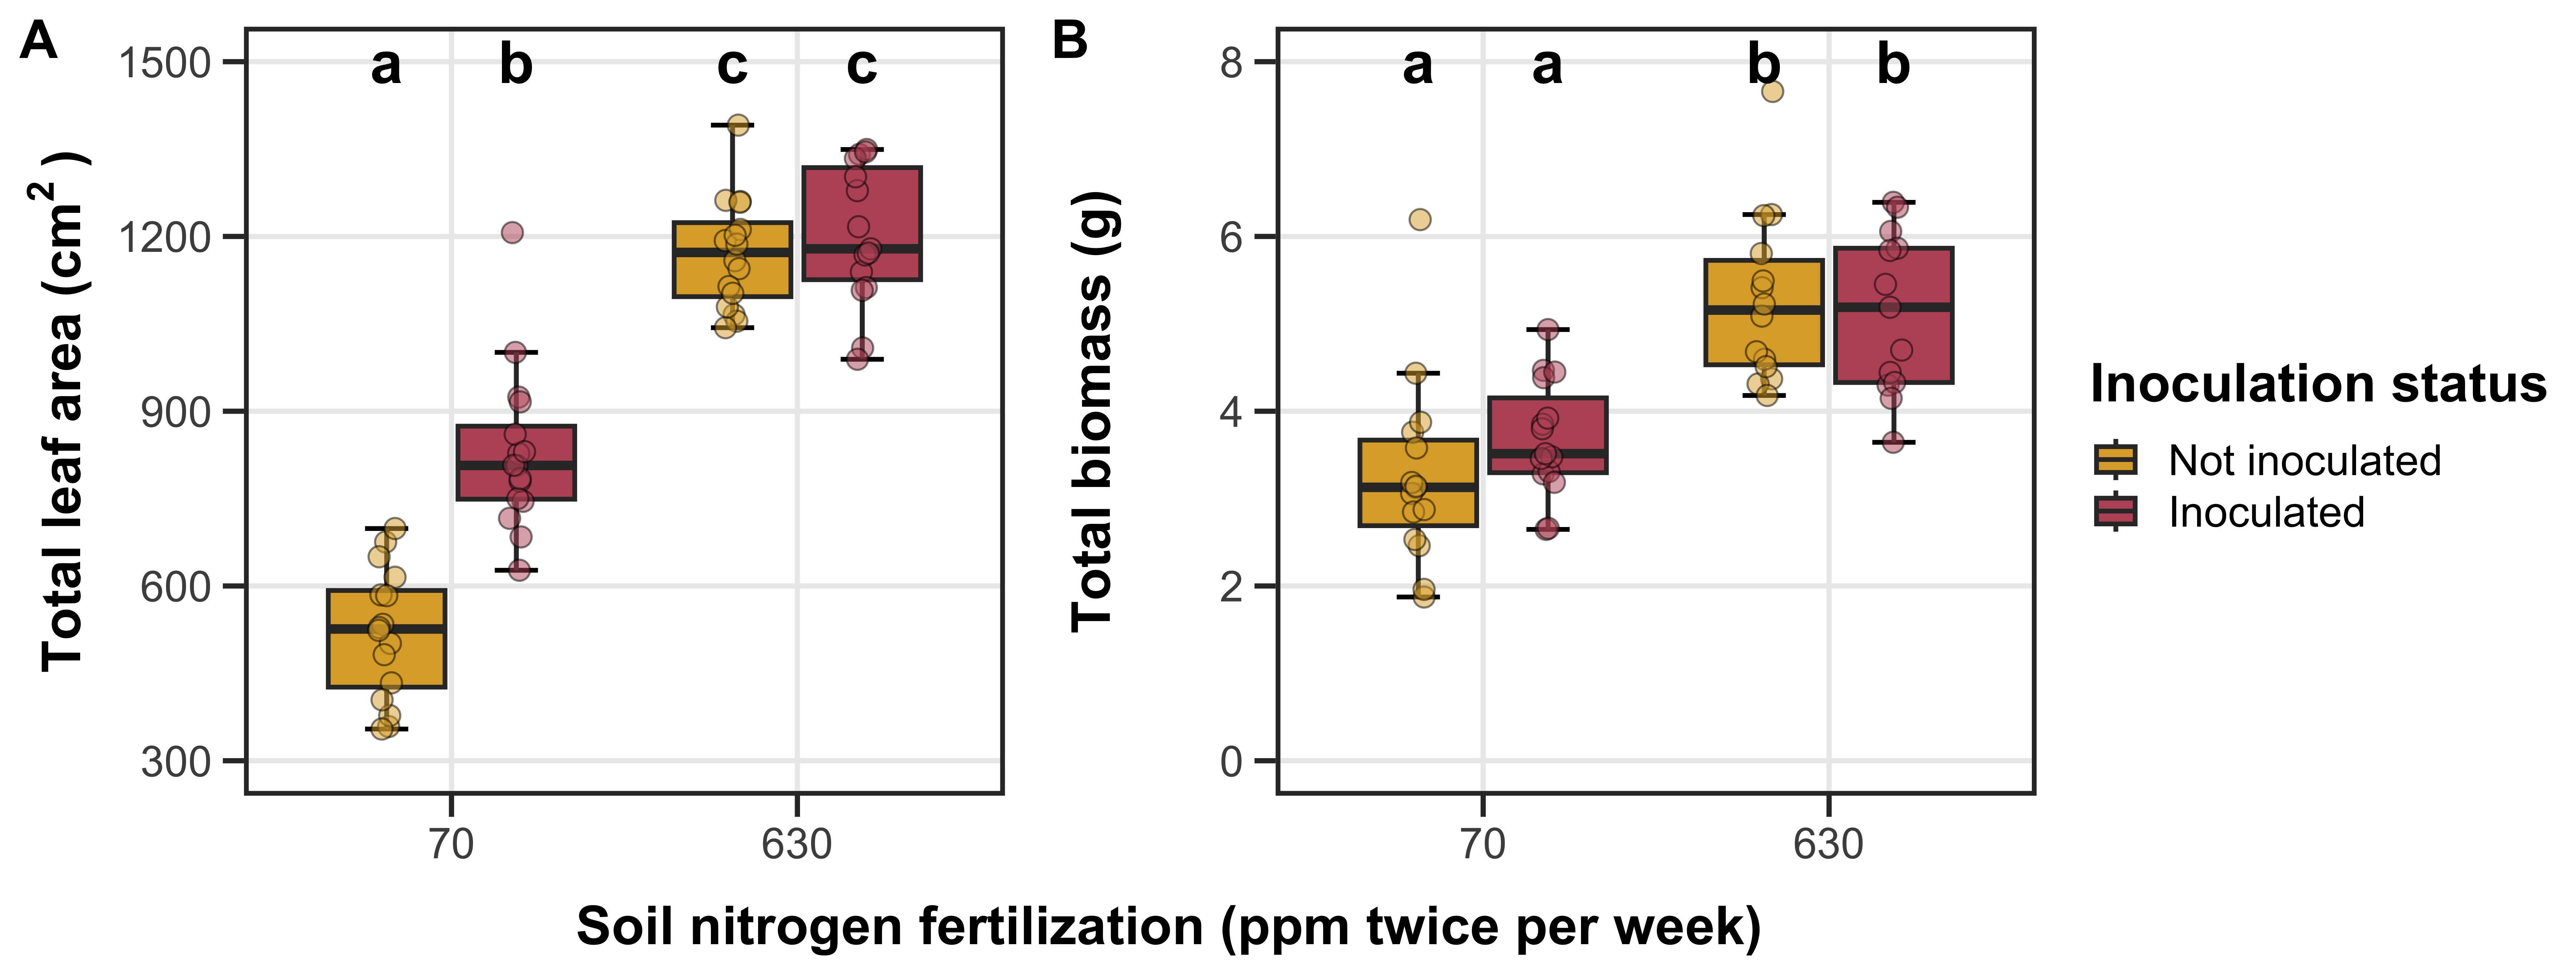 A
Total leaf area (cm²)
1500
1200
900
600
300
a b c c
70 630
B
Total biomass (g)
8
6
4
2
0
a a b b
70 630
Soil nitrogen fertilization (ppm twice per week)
Inoculation status
Not inoculated
Inoculated